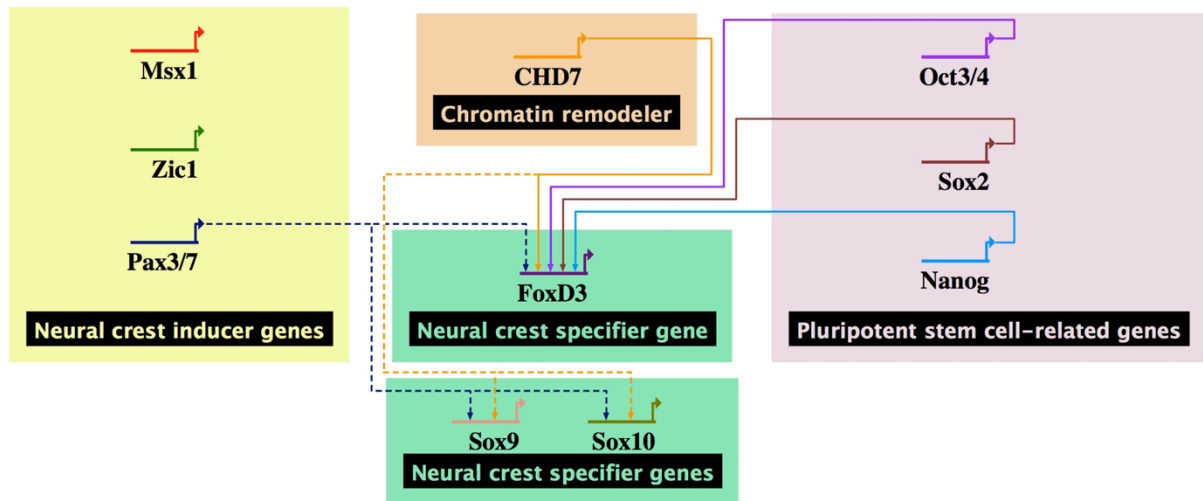 Msx1
CHD7
Oct3/4
Chromatin remodeler
Zic1
Sox2
Pax3/7
FoxD3
Nanog
Neural crest inducer genes
Neural crest specifier gene
Pluripotent stem cell-related genes
Sox9
Sox10
Neural crest specifier genes